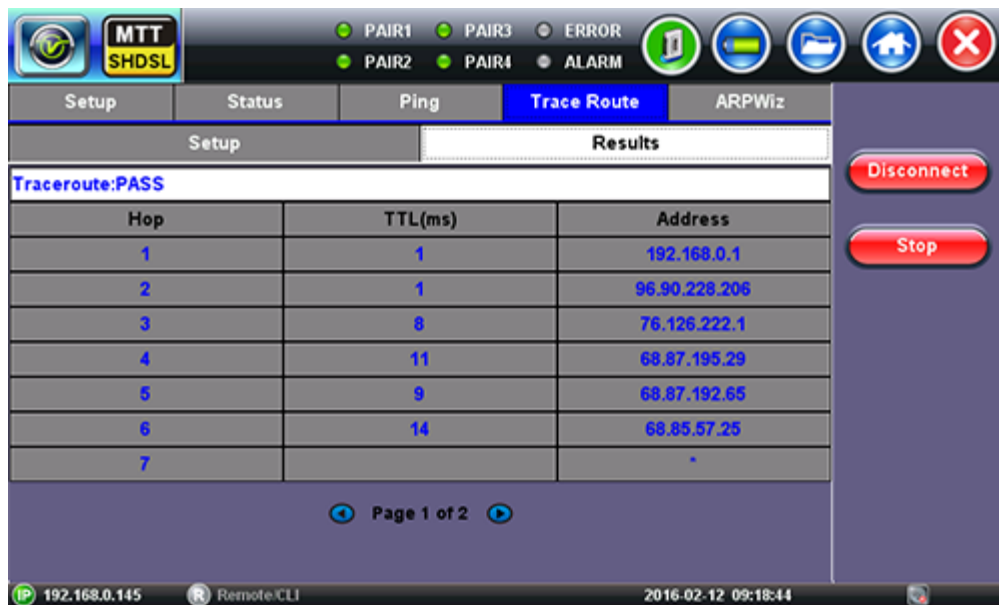 MTT
SHDSL
PAIR1 PAIR3 ERROR
PAIR2 PAIR4 ALARM
Setup Status Ping Trace Route ARPWiz
Setup Results
Disconnect
Traceroute:PASS
Hop TTL(ms) Address
Stop
1 1 192.168.0.1
2 1 96.90.228.206
3 8 76.126.222.1
4 11 68.87.195.29
5 9 68.87.192.65
6 14 68.85.57.25
7 *
Page 1 of 2
IP 192.168.0.145 R Remote/CLI 2016-02-12 09:18:44